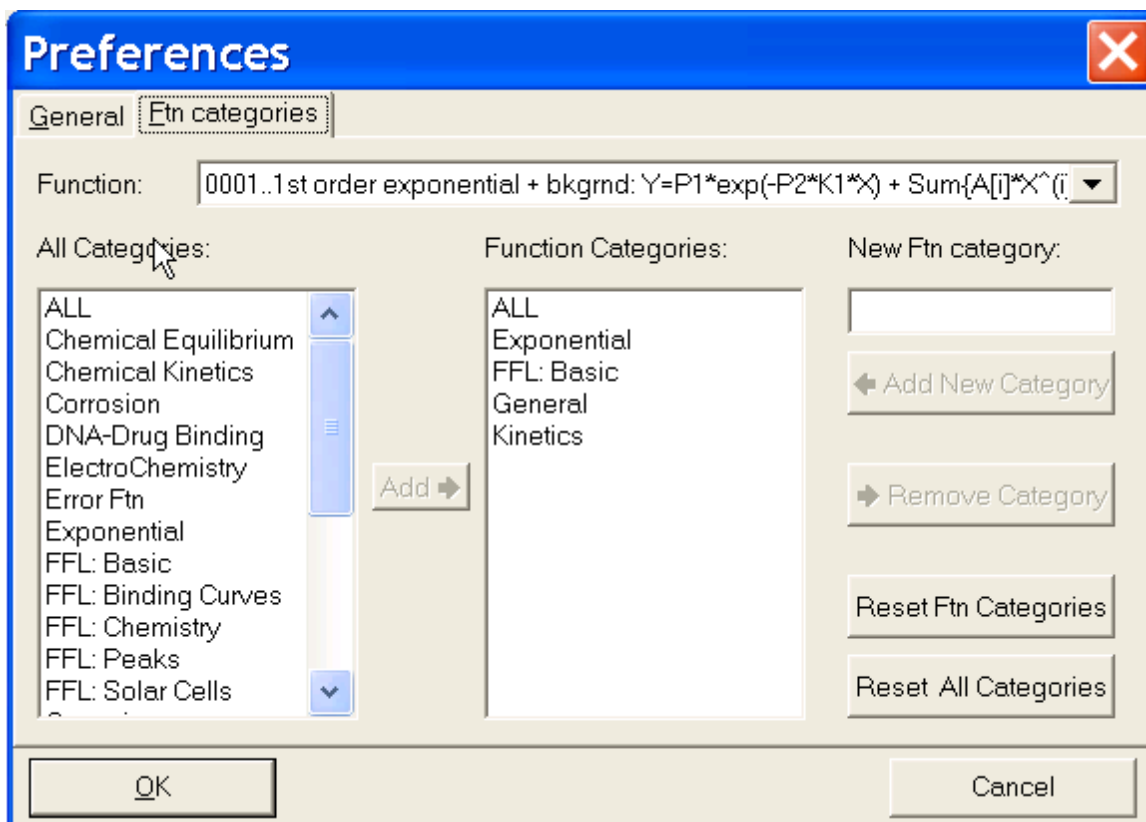 Preferences
General
Ftn categories
Function:
0001..1st order exponential + bkgrnd: Y=P1*exp(-P2*K1*X) + Sum{A[i]*X^(i)
All Categories:
ALL
Chemical Equilibrium
Chemical Kinetics
Corrosion
DNA-Drug Binding
ElectroChemistry
Error Ftn
Exponential
FFL: Basic
FFL: Binding Curves
FFL: Chemistry
FFL: Peaks
FFL: Solar Cells
Add
Function Categories:
ALL
Exponential
FFL: Basic
General
Kinetics
New Ftn category:
Add New Category
Remove Category
Reset Ftn Categories
Reset All Categories
OK
Cancel